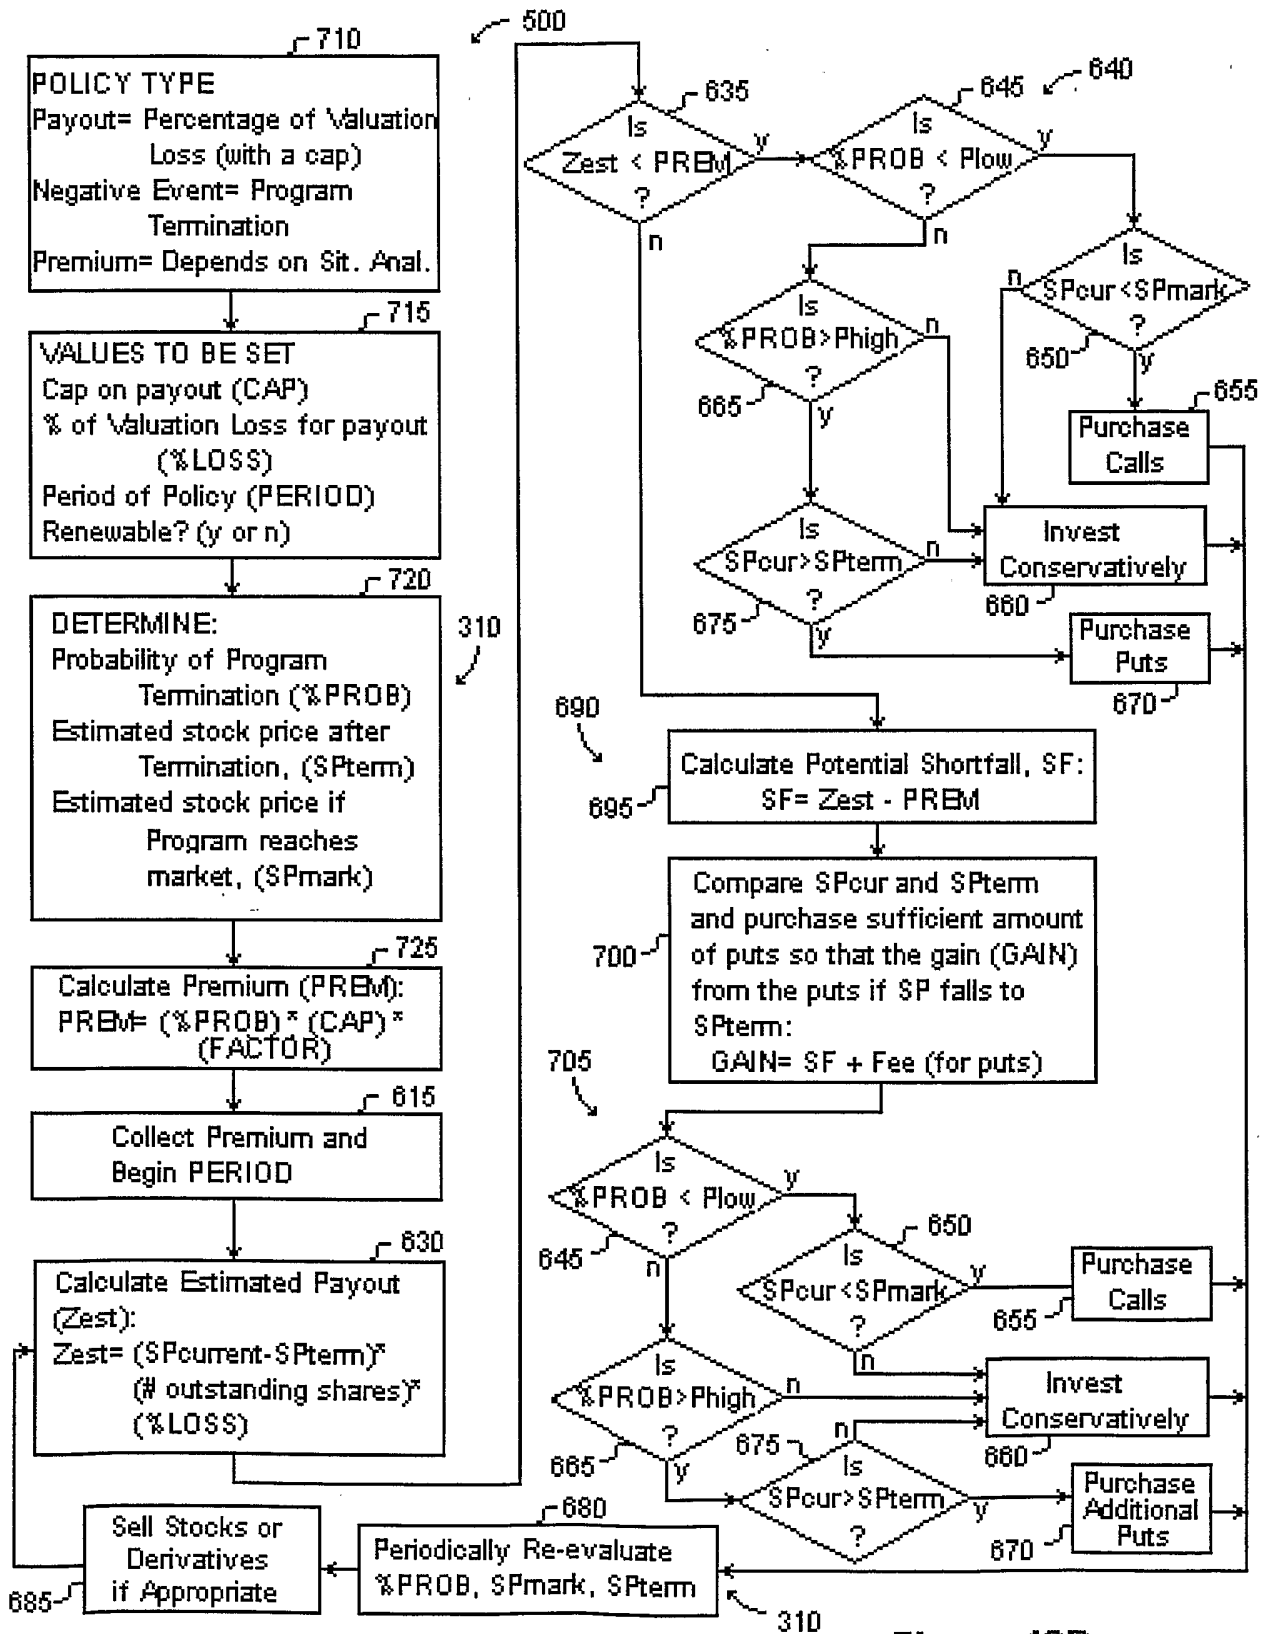 710
POLICY TYPE
Payout= Percentage of Valuation
Loss (with a cap)
Negative Event= Program
Termination
Premium= Depends on Sit. Anal.
715
VALUES TO BE SET
Cap on payout (CAP)
% of Valuation Loss for payout
(%LOSS)
Period of Policy (PERIOD)
Renewable? (y or n)
720
DETERMINE:
Probability of Program
Termination (%PROB)
Estimated stock price after
Termination, (SPterm)
Estimated stock price if
Program reaches
market, (SPmark)
310
725
Calculate Premium (PREM):
PREM= (%PROB)* (CAP)*
(FACTOR)
615
Collect Premium and
Begin PERIOD
630
Calculate Estimated Payout
(Zest):
Zest= (SPcurrent-SPterm)*
(# outstanding shares)*
(%LOSS)
500
635
Is
Zest < PREM
?
y
n
640
645
Is
%PROB < Plow
?
y
n
Is
SPcur<SPmark
?
n
y
650
655
Purchase
Calls
Is
%PROB>Phigh
?
n
y
665
Is
SPcur>SPterm
?
n
y
675
Invest
Conservatively
660
Purchase
Puts
670
690
Calculate Potential Shortfall, SF:
SF= Zest - PREM
695
Compare SPcur and SPterm
and purchase sufficient amount
of puts so that the gain (GAIN)
from the puts if SP falls to
SPterm:
GAIN= SF + Fee (for puts)
700
705
Is
%PROB < Plow
?
y
n
645
650
Is
SPcur<SPmark
?
y
n
Purchase
Calls
655
Is
%PROB>Phigh
?
n
y
665
Invest
Conservatively
660
675
n
Is
SPcur>SPterm
?
y
Purchase
Additional
Puts
670
680
Periodically Re-evaluate
%PROB, SPmark, SPterm
310
Sell Stocks or
Derivatives
if Appropriate
685